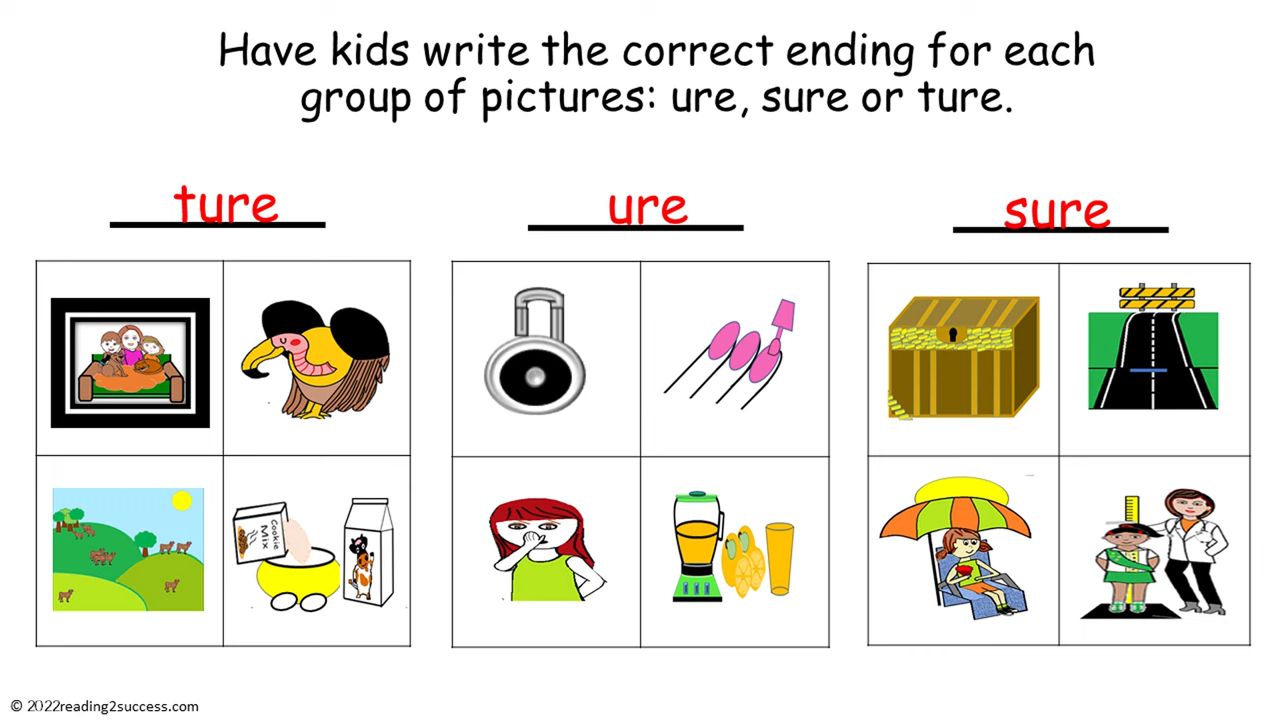 Have kids write the correct ending for each
group of pictures: ure, sure or ture.
ture
ure
sure
Cookie
Mix
© 2022reading2success.com